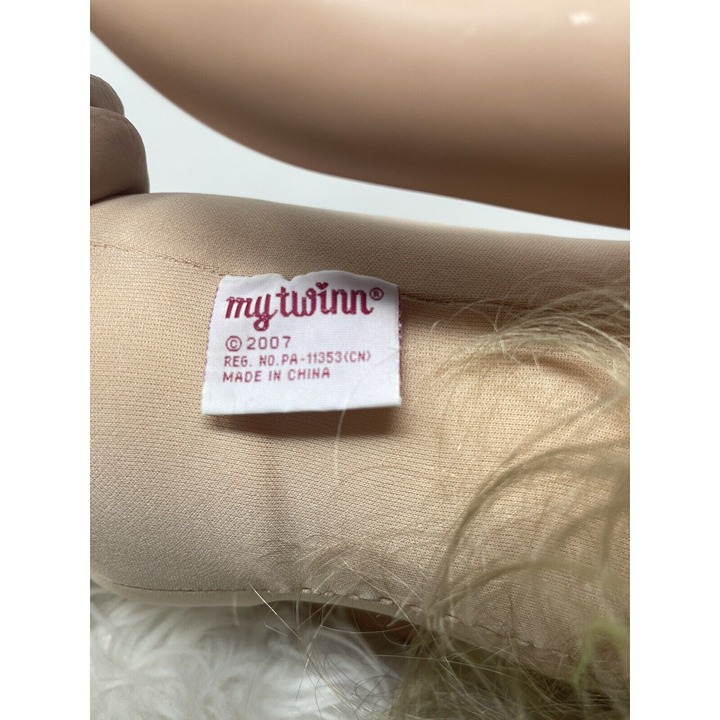 mytwinn®
©2007
REG. NO.PA-11353(CN)
MADE IN CHINA